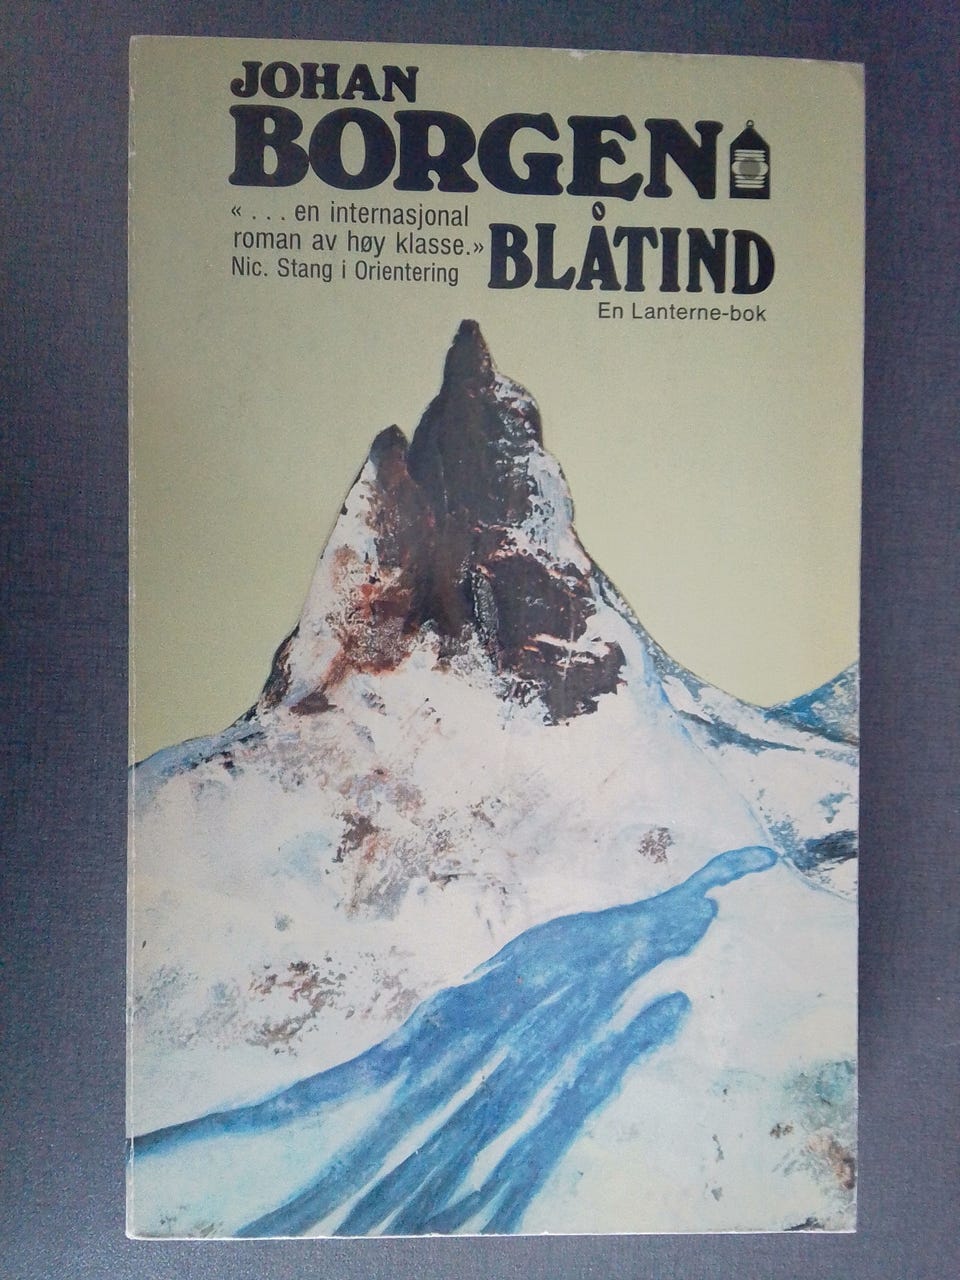 JOHAN
BORGEN
«...en internasjonal
roman av høy klasse.»
Nic. Stang i Orientering
BLÅTIND
En Lanterne-bok